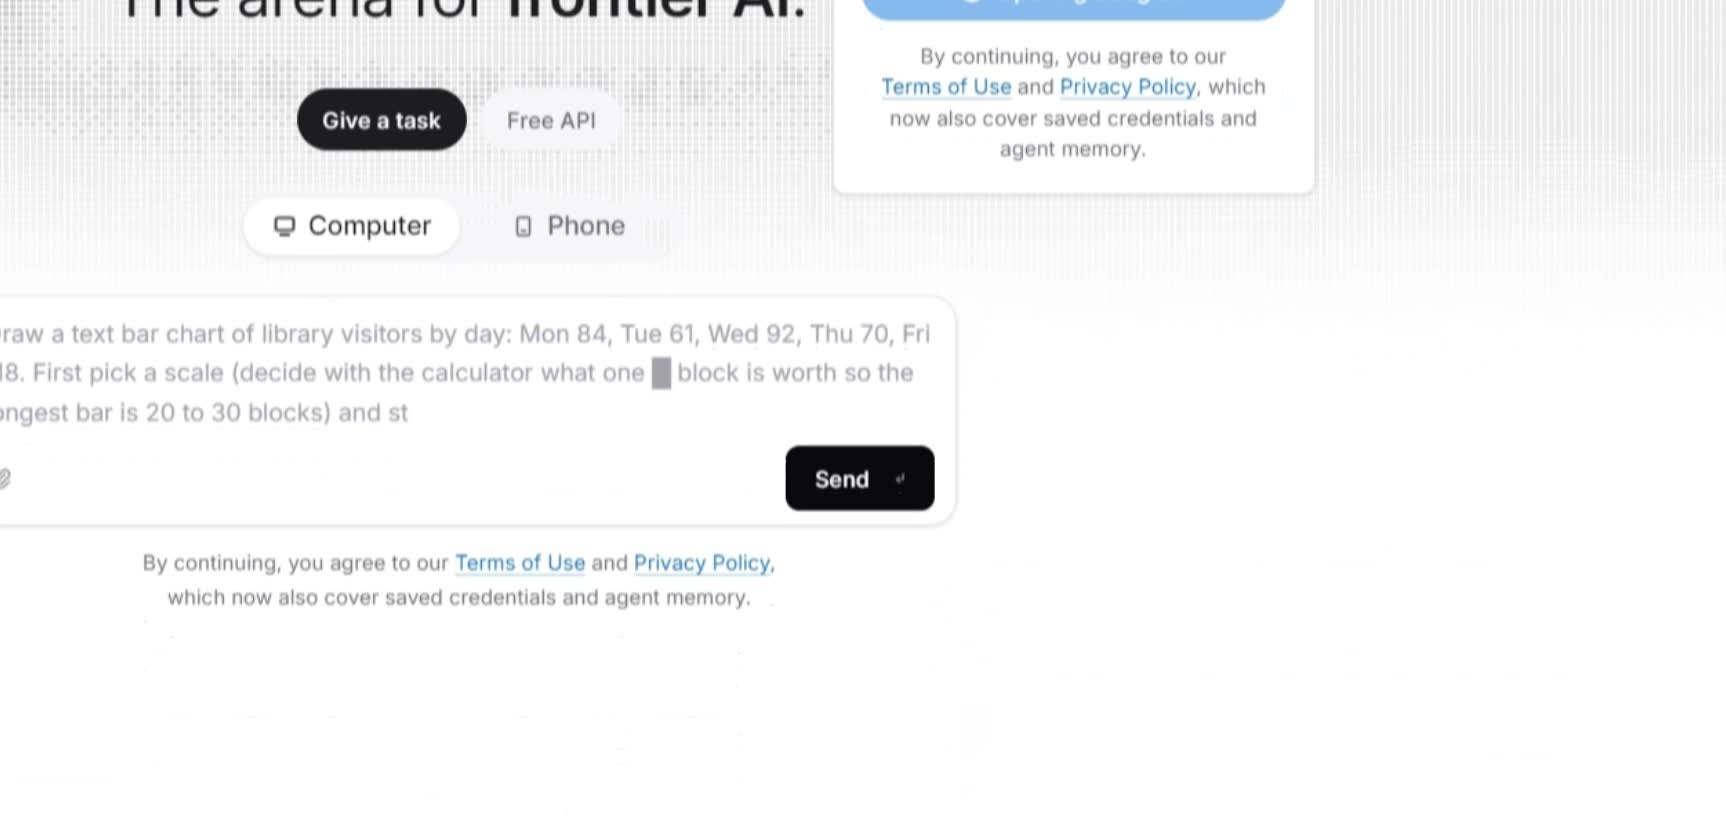 The arena for frontier AI.
By continuing, you agree to our
Terms of Use and Privacy Policy, which
now also cover saved credentials and
agent memory.
Give a task
Free API
Computer
Phone
raw a text bar chart of library visitors by day: Mon 84, Tue 61, Wed 92, Thu 70, Fri
18. First pick a scale (decide with the calculator what one █ block is worth so the
ongest bar is 20 to 30 blocks) and st
Send
By continuing, you agree to our Terms of Use and Privacy Policy,
which now also cover saved credentials and agent memory.